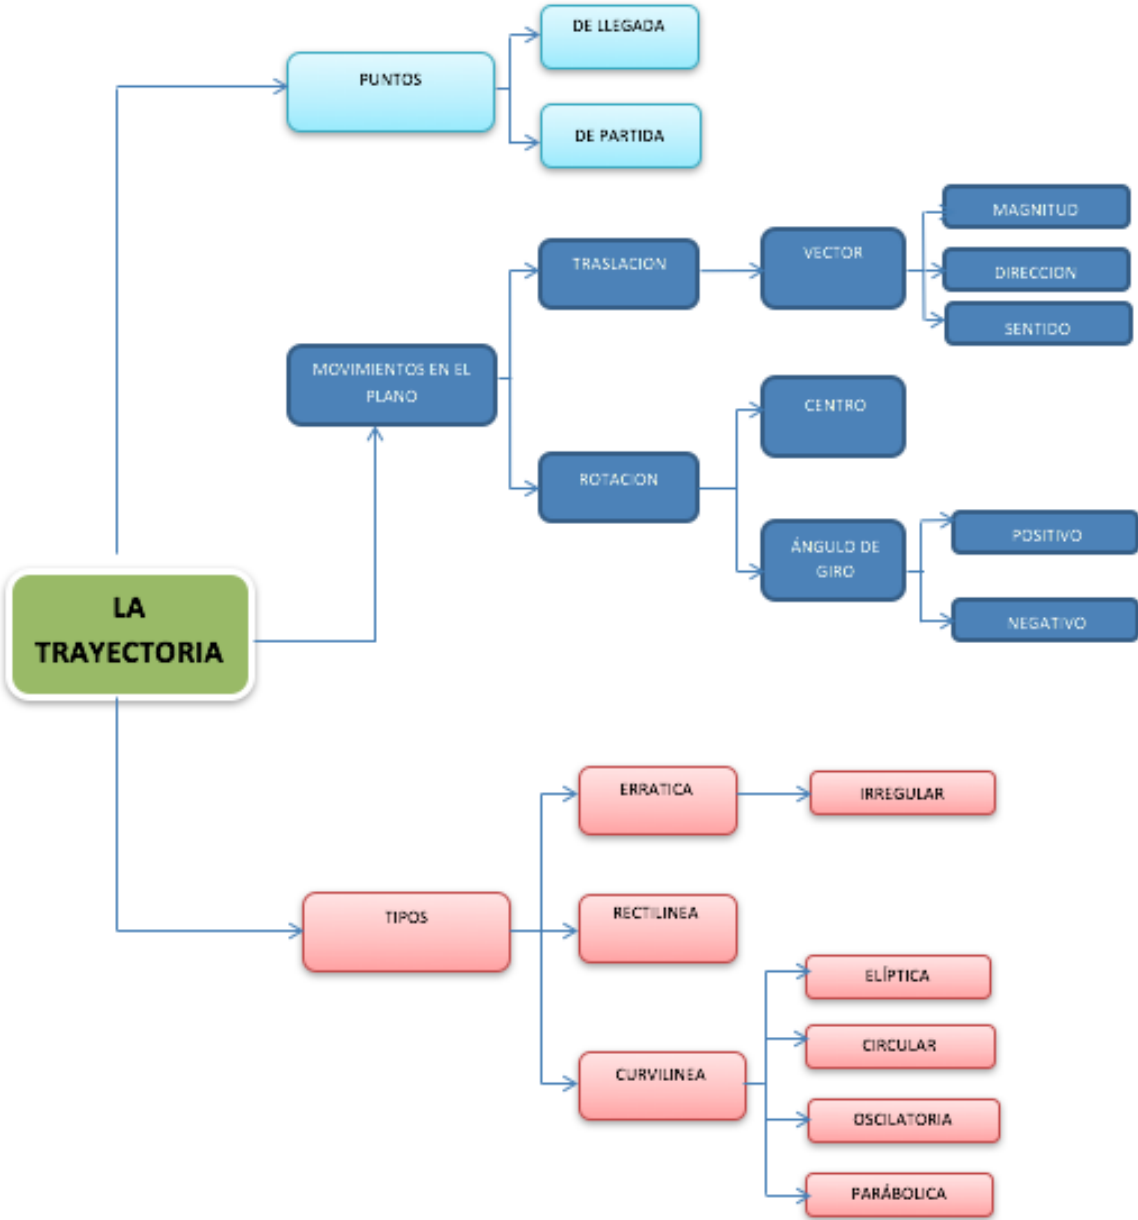 DE LLEGADA
PUNTOS
DE PARTIDA
MAGNITUD
TRASLACION
VECTOR
DIRECCION
SENTIDO
MOVIMIENTOS EN EL
PLANO
CENTRO
ROTACION
ÁNGULO DE
GIRO
POSITIVO
NEGATIVO
LA
TRAYECTORIA
ERRATICA
IRREGULAR
TIPOS
RECTILINEA
ELÍPTICA
CIRCULAR
CURVILINEA
OSCILATORIA
PARÁBOLICA